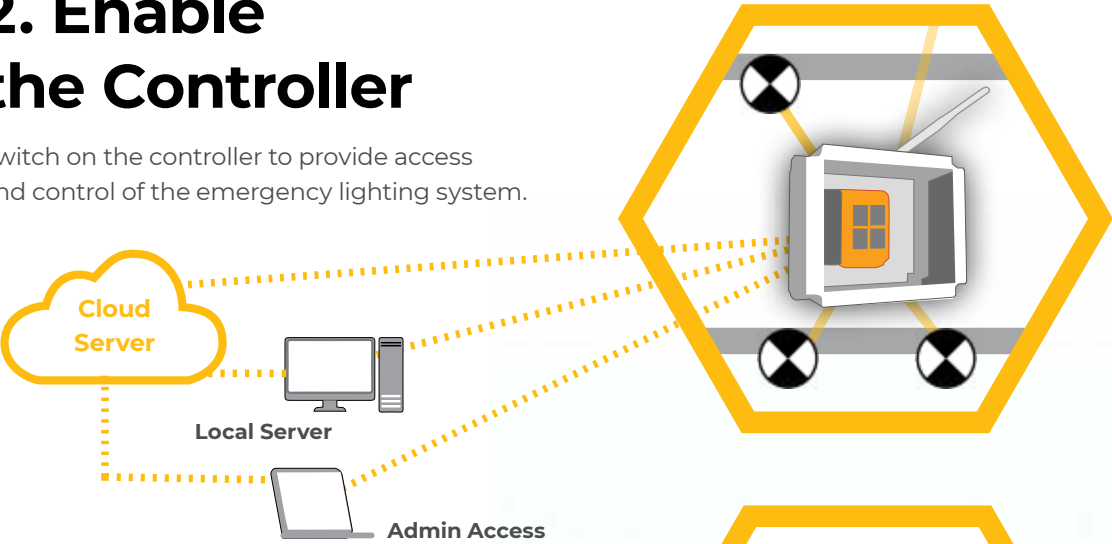 2. Enable
the Controller
witch on the controller to provide access
nd control of the emergency lighting system.
Cloud
Server
Local Server
Admin Access